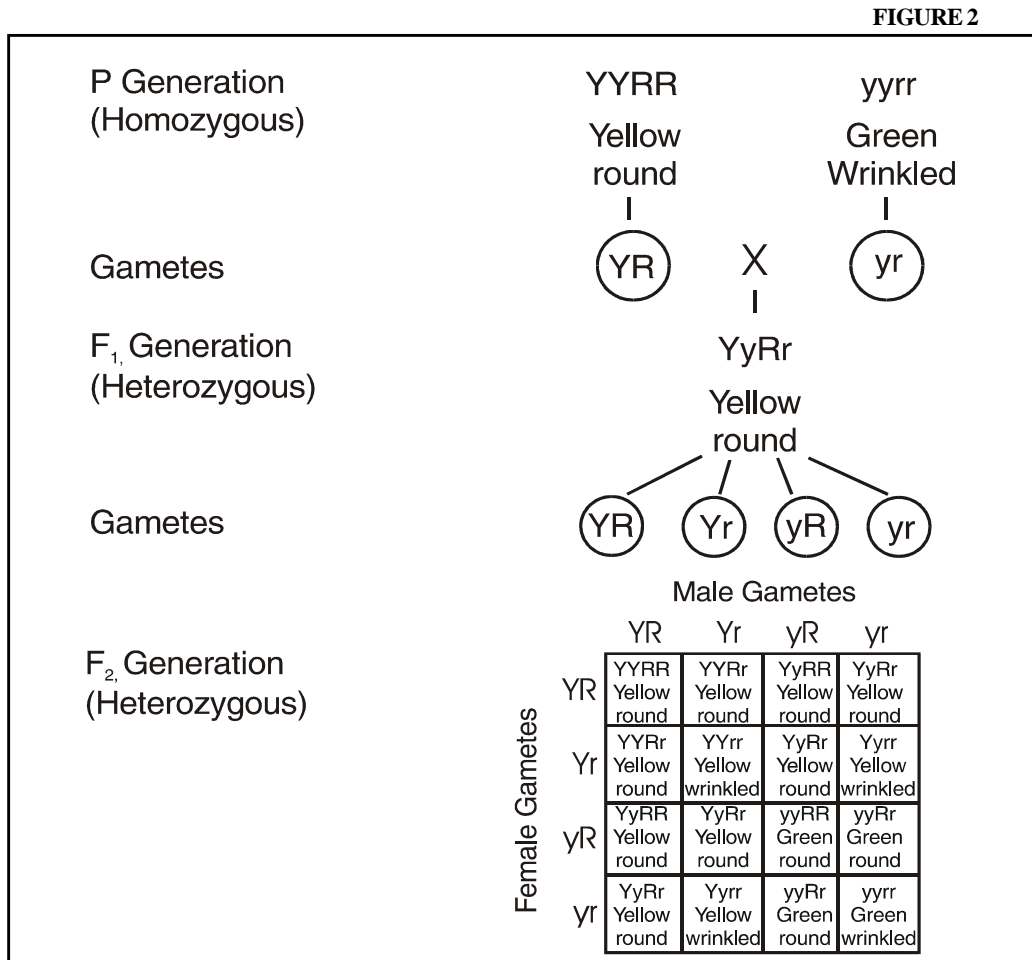 FIGURE 2
P Generation
(Homozygous)
YYRR
yyrr
Yellow
round
Green
Wrinkled
Gametes
YR
X
yr
F1, Generation
(Heterozygous)
YyRr
Yellow
round
Gametes
YR
Yr
yR
yr
Male Gametes
YR Yr yR yr
F2, Generation
(Heterozygous)
Female Gametes
YR
YYRR YYRr YyRR YyRr
Yellow Yellow Yellow Yellow
round round round round
Yr
YYRr YYrr YyRr Yyrr
Yellow Yellow Yellow Yellow
round wrinkled round wrinkled
yR
YyRR YyRr yyRR yyRr
Yellow Yellow Green Green
round round round round
yr
YyRr Yyrr yyRr yyrr
Yellow Yellow Green Green
round wrinkled round wrinkled